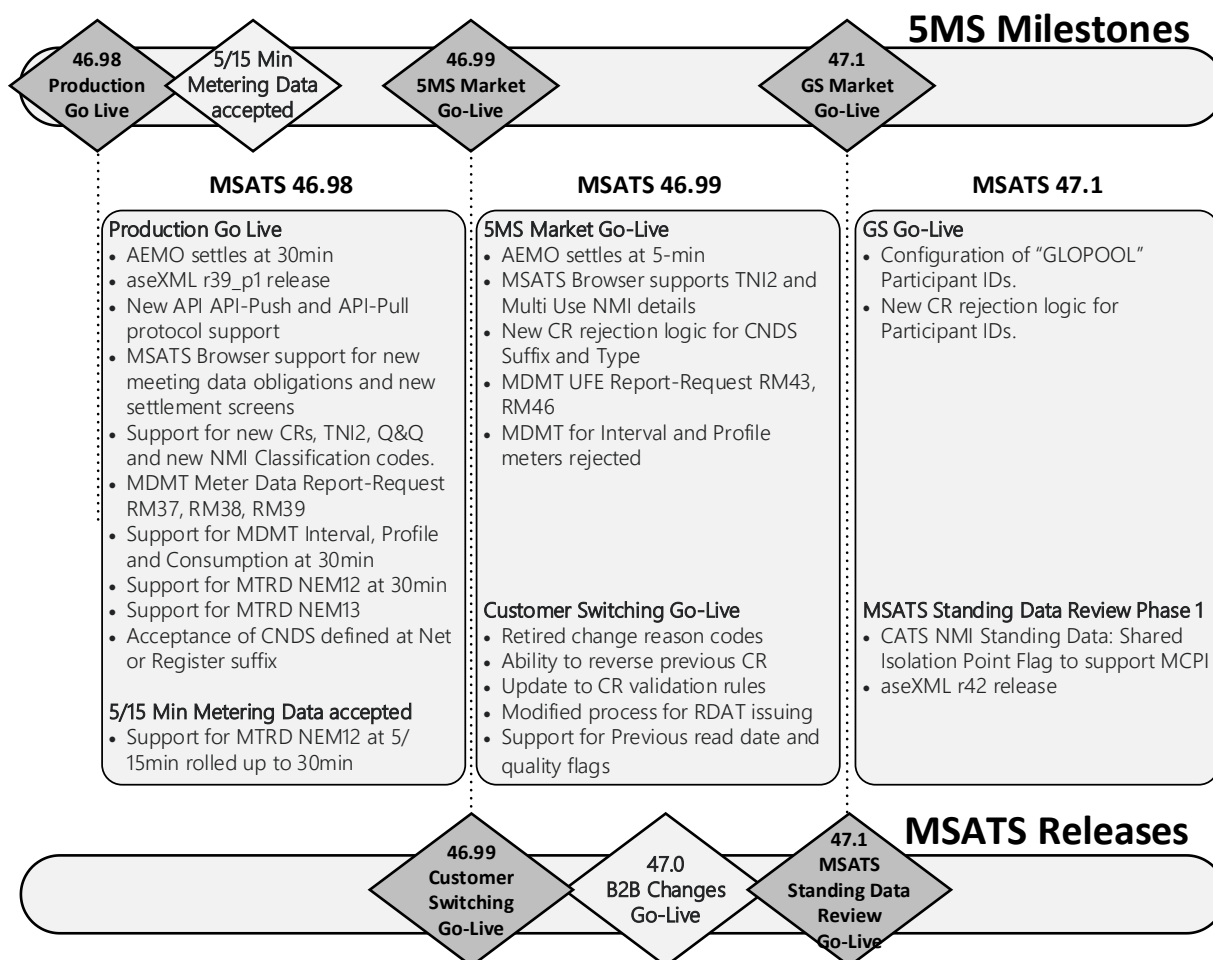 5MS Milestones
46.98
Production
Go Live
5/15 Min
Metering Data
accepted
46.99
5MS Market
Go-Live
47.1
GS Market
Go-Live
MSATS 46.98
Production Go Live
• AEMO settles at 30min
• aseXML r39_p1 release
• New API API-Push and API-Pull
protocol support
• MSATS Browser support for new
meeting data obligations and new
settlement screens
• Support for new CRs, TNI2, Q&Q
and new NMI Classification codes.
• MDMT Meter Data Report-Request
RM37, RM38, RM39
• Support for MDMT Interval, Profile
and Consumption at 30min
• Support for MTRD NEM12 at 30min
• Support for MTRD NEM13
• Acceptance of CNDS defined at Net
or Register suffix
5/15 Min Metering Data accepted
• Support for MTRD NEM12 at 5/
15min rolled up to 30min
MSATS 46.99
5MS Market Go-Live
• AEMO settles at 5-min
• MSATS Browser supports TNI2 and
Multi Use NMI details
• New CR rejection logic for CNDS
Suffix and Type
• MDMT UFE Report-Request RM43,
RM46
• MDMT for Interval and Profile
meters rejected
Customer Switching Go-Live
• Retired change reason codes
• Ability to reverse previous CR
• Update to CR validation rules
• Modified process for RDAT issuing
• Support for Previous read date and
quality flags
MSATS 47.1
GS Go-Live
• Configuration of “GLOPOOL”
Participant IDs.
• New CR rejection logic for
Participant IDs.
MSATS Standing Data Review Phase 1
• CATS NMI Standing Data: Shared
Isolation Point Flag to support MCPI
• aseXML r42 release
MSATS Releases
46.99
Customer
Switching
Go-Live
47.0
B2B Changes
Go-Live
47.1
MSATS
Standing Data
Review
Go-Live